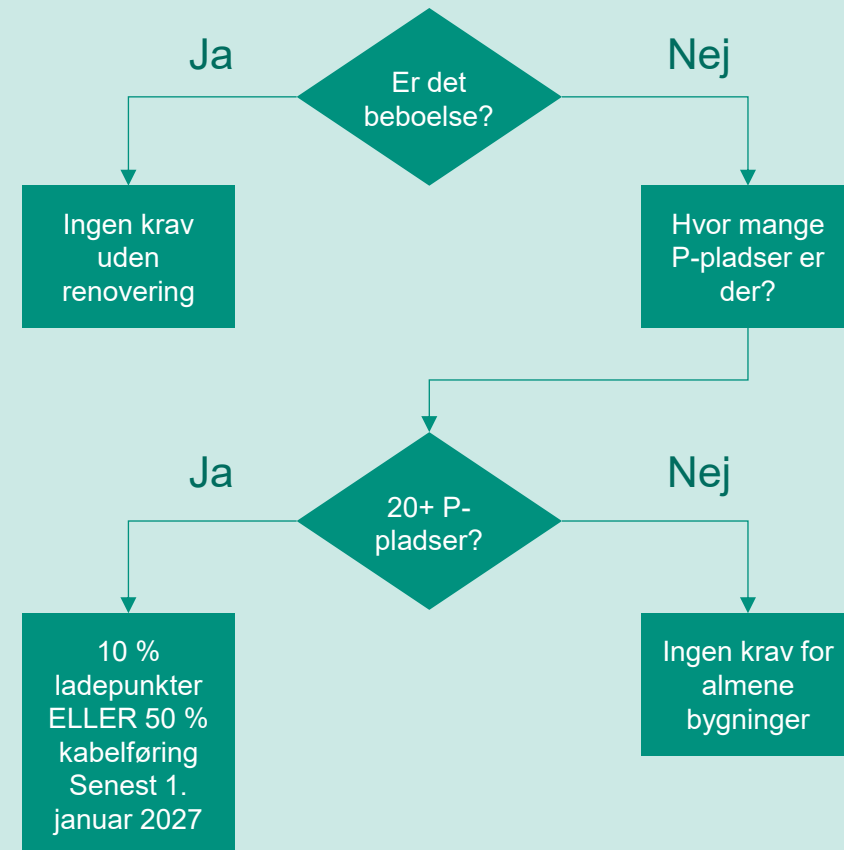 Ja
Nej
Er det
beboelse?
Ingen krav
uden
renovering
Hvor mange
P-pladser er
der?
Ja
Nej
20+ P-
pladser?
10 %
ladepunkter
ELLER 50 %
kabelføring
Senest 1.
januar 2027
Ingen krav for
almene
bygninger